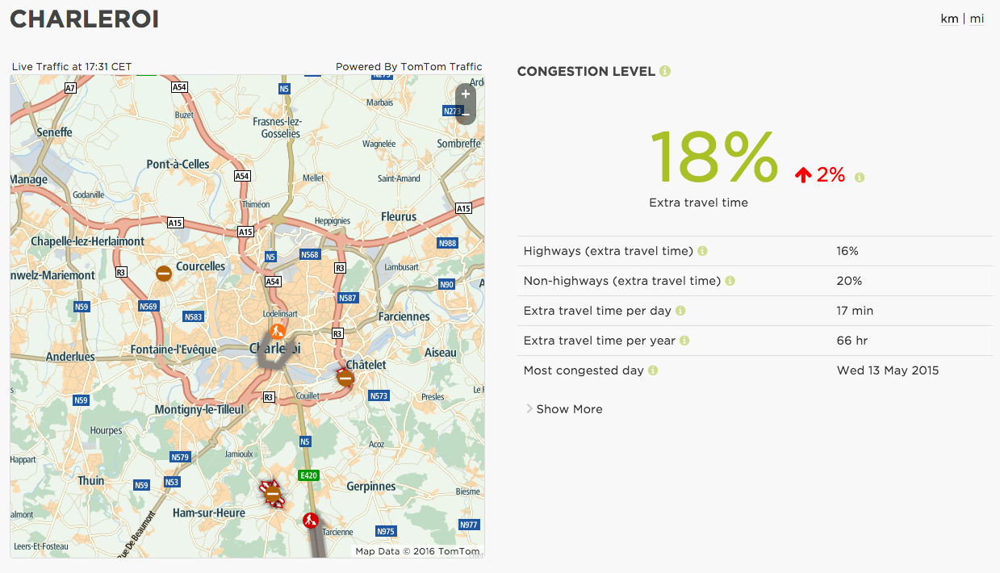 CHARLEROI
km | mi
Live Traffic at 17:31 CET
Powered By TomTom Traffic
A7
A54
N5
Marbais
Buzet
Frasnes-lez-
Gosselies
N273
Seneffe
Wagnelée
Sombreffe
Pont-à-Celles
A54
Mellet
Saint-Amand
Manage
Godarville
Thiméon
A15
Heppignies
Fleurus
A15
A15
Chapelle-lez-Herlaimont
N988
N5
N568
Courcelles
R3
Lambusart
R3
nwelz-Mariemont
A54
N90
N587
N59
N569
N583
Lodelinsart
Farciennes
R3
Fontaine-l'Evêque
Charleroi
Aiseau
Anderlues
Châtelet
N59
R3
Couillet
N573
Presles
Montigny-le-Tilleul
Hourpes
N5
Acoz
Happart
N579
Jamioulx
E420
Thuin
N59
N53
Gerpinnes
Biesme
Ham-sur-Heure
almont
Rue De Beaumont
Tarcienne
N975
N977
Leers-Et-Fosteau
Map Data © 2016 TomTom
CONGESTION LEVEL
18%
2%
Extra travel time
Highways (extra travel time) 16%
Non-highways (extra travel time) 20%
Extra travel time per day 17 min
Extra travel time per year 66 hr
Most congested day Wed 13 May 2015
Show More